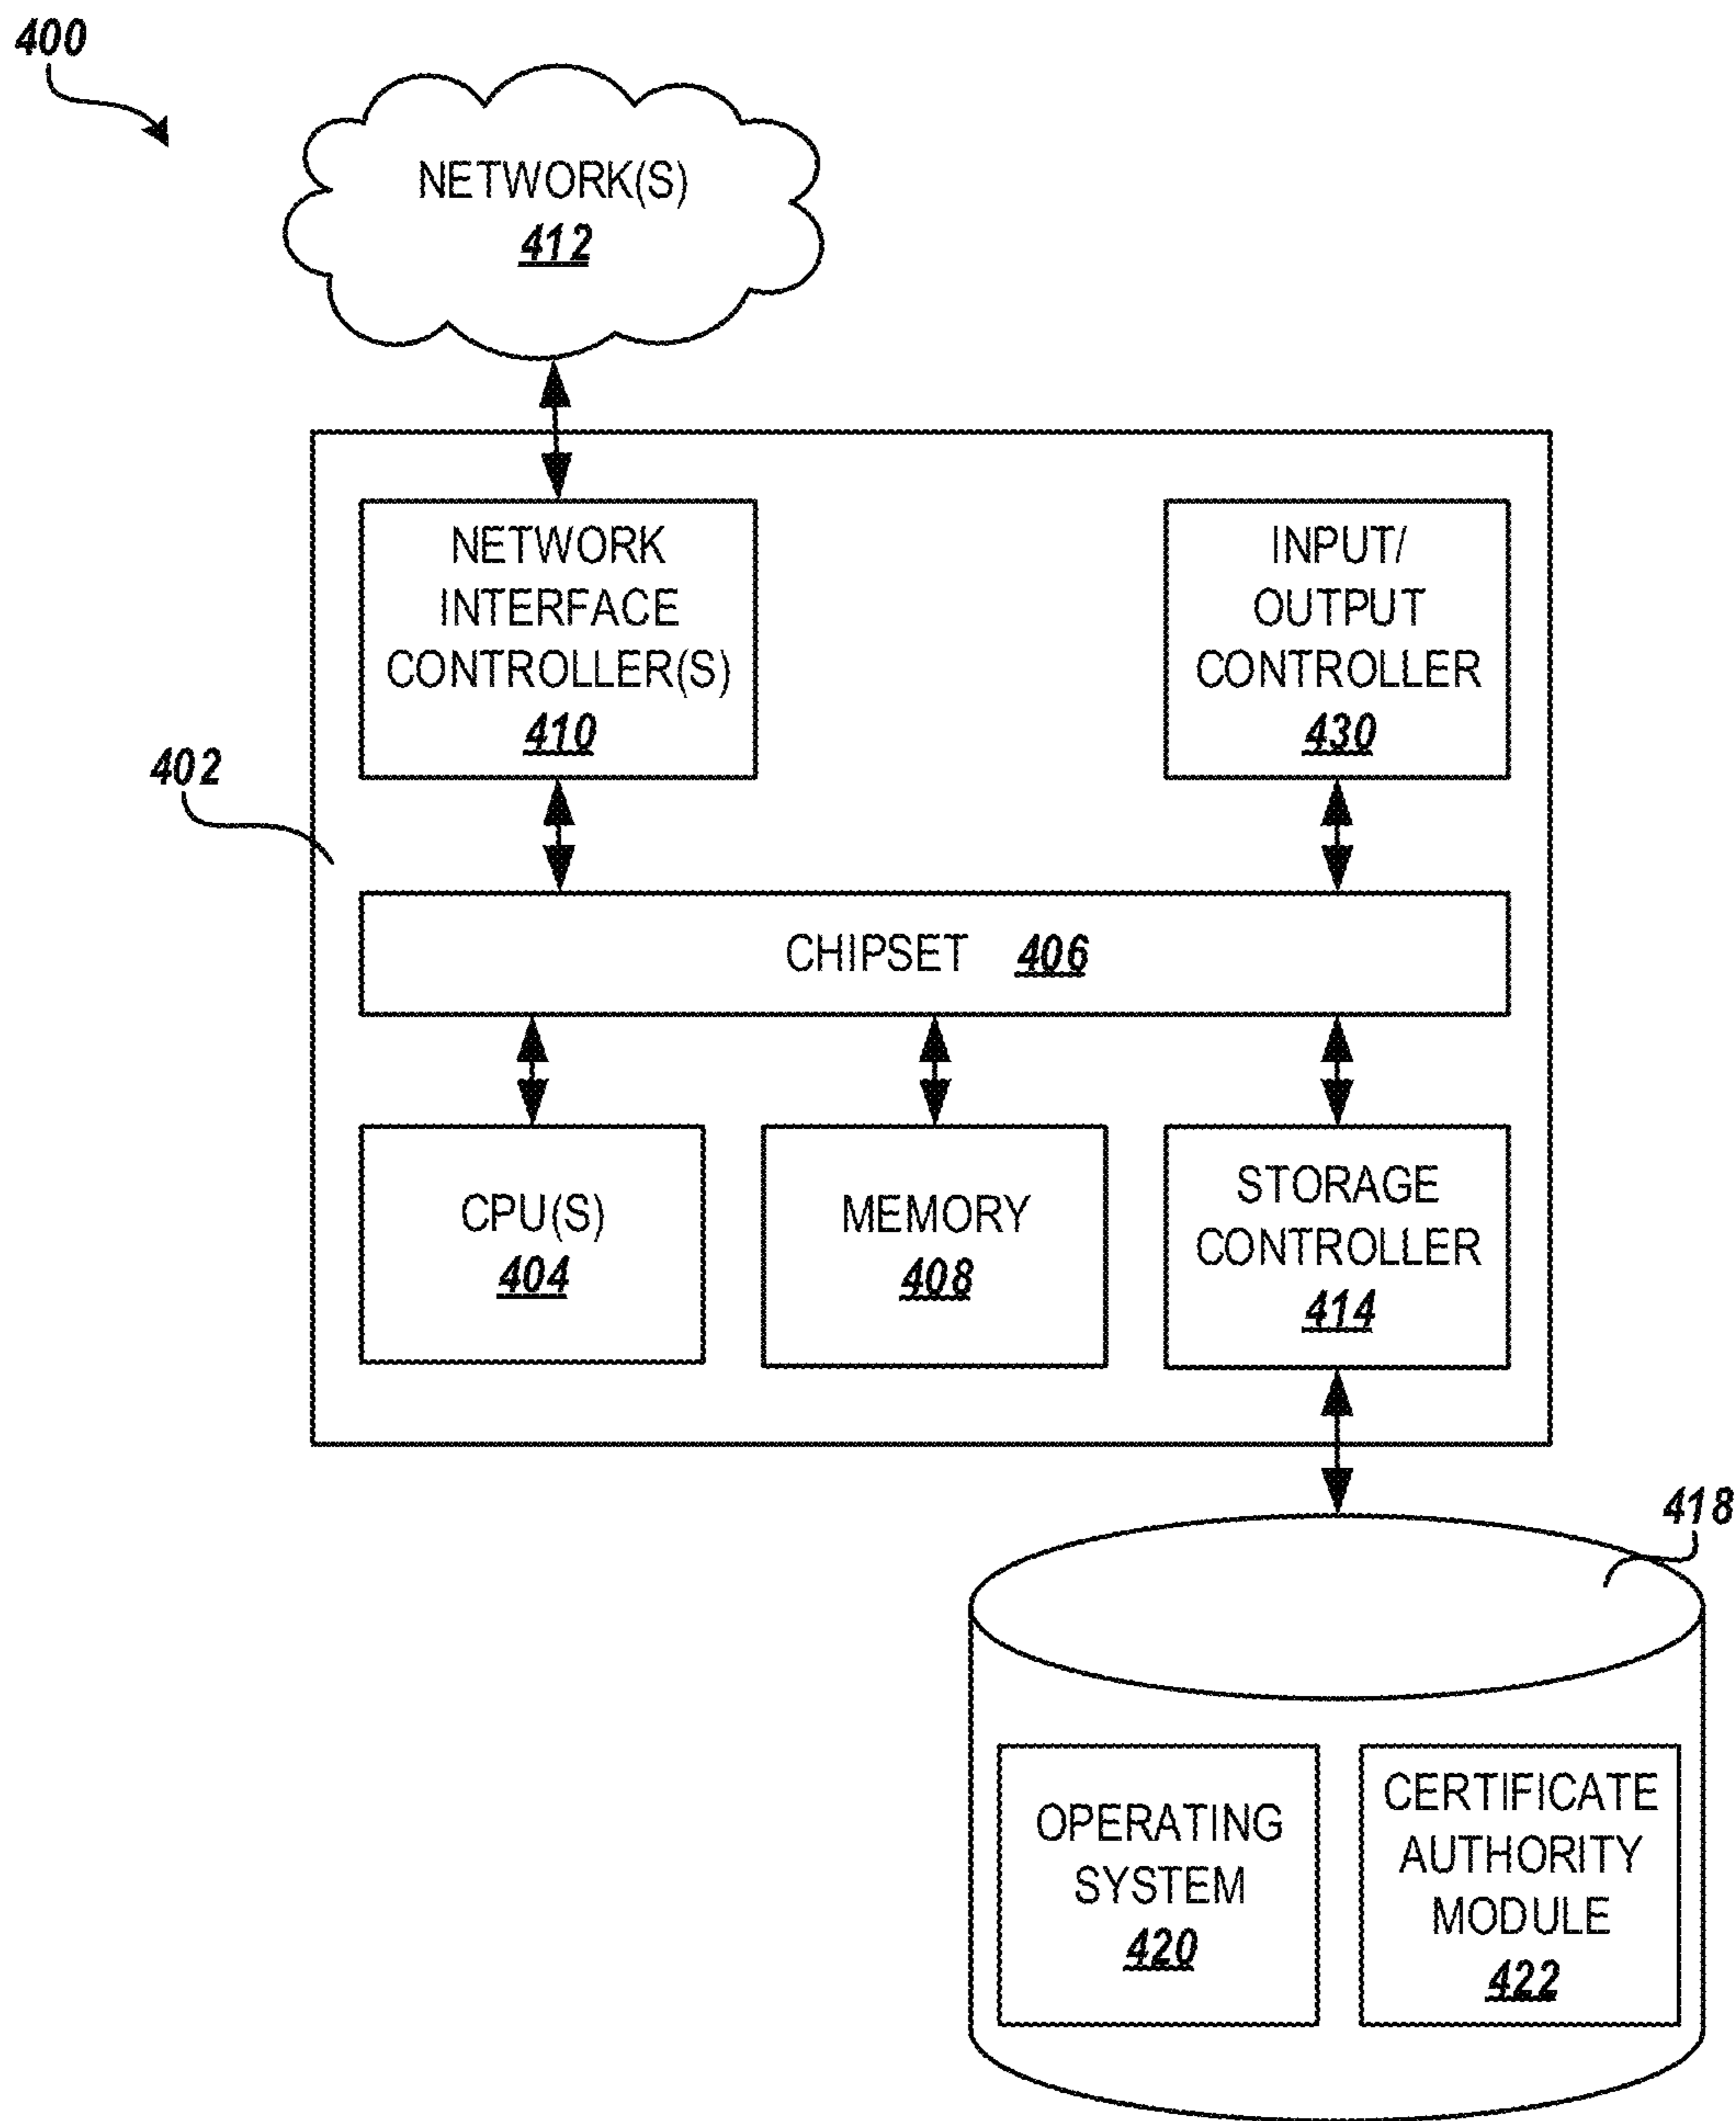 400
NETWORK(S)
412
NETWORK
INTERFACE
CONTROLLER(S)
410
INPUT/
OUTPUT
CONTROLLER
430
402
CHIPSET 406
CPU(S)
404
MEMORY
408
STORAGE
CONTROLLER
414
418
OPERATING
SYSTEM
420
CERTIFICATE
AUTHORITY
MODULE
422